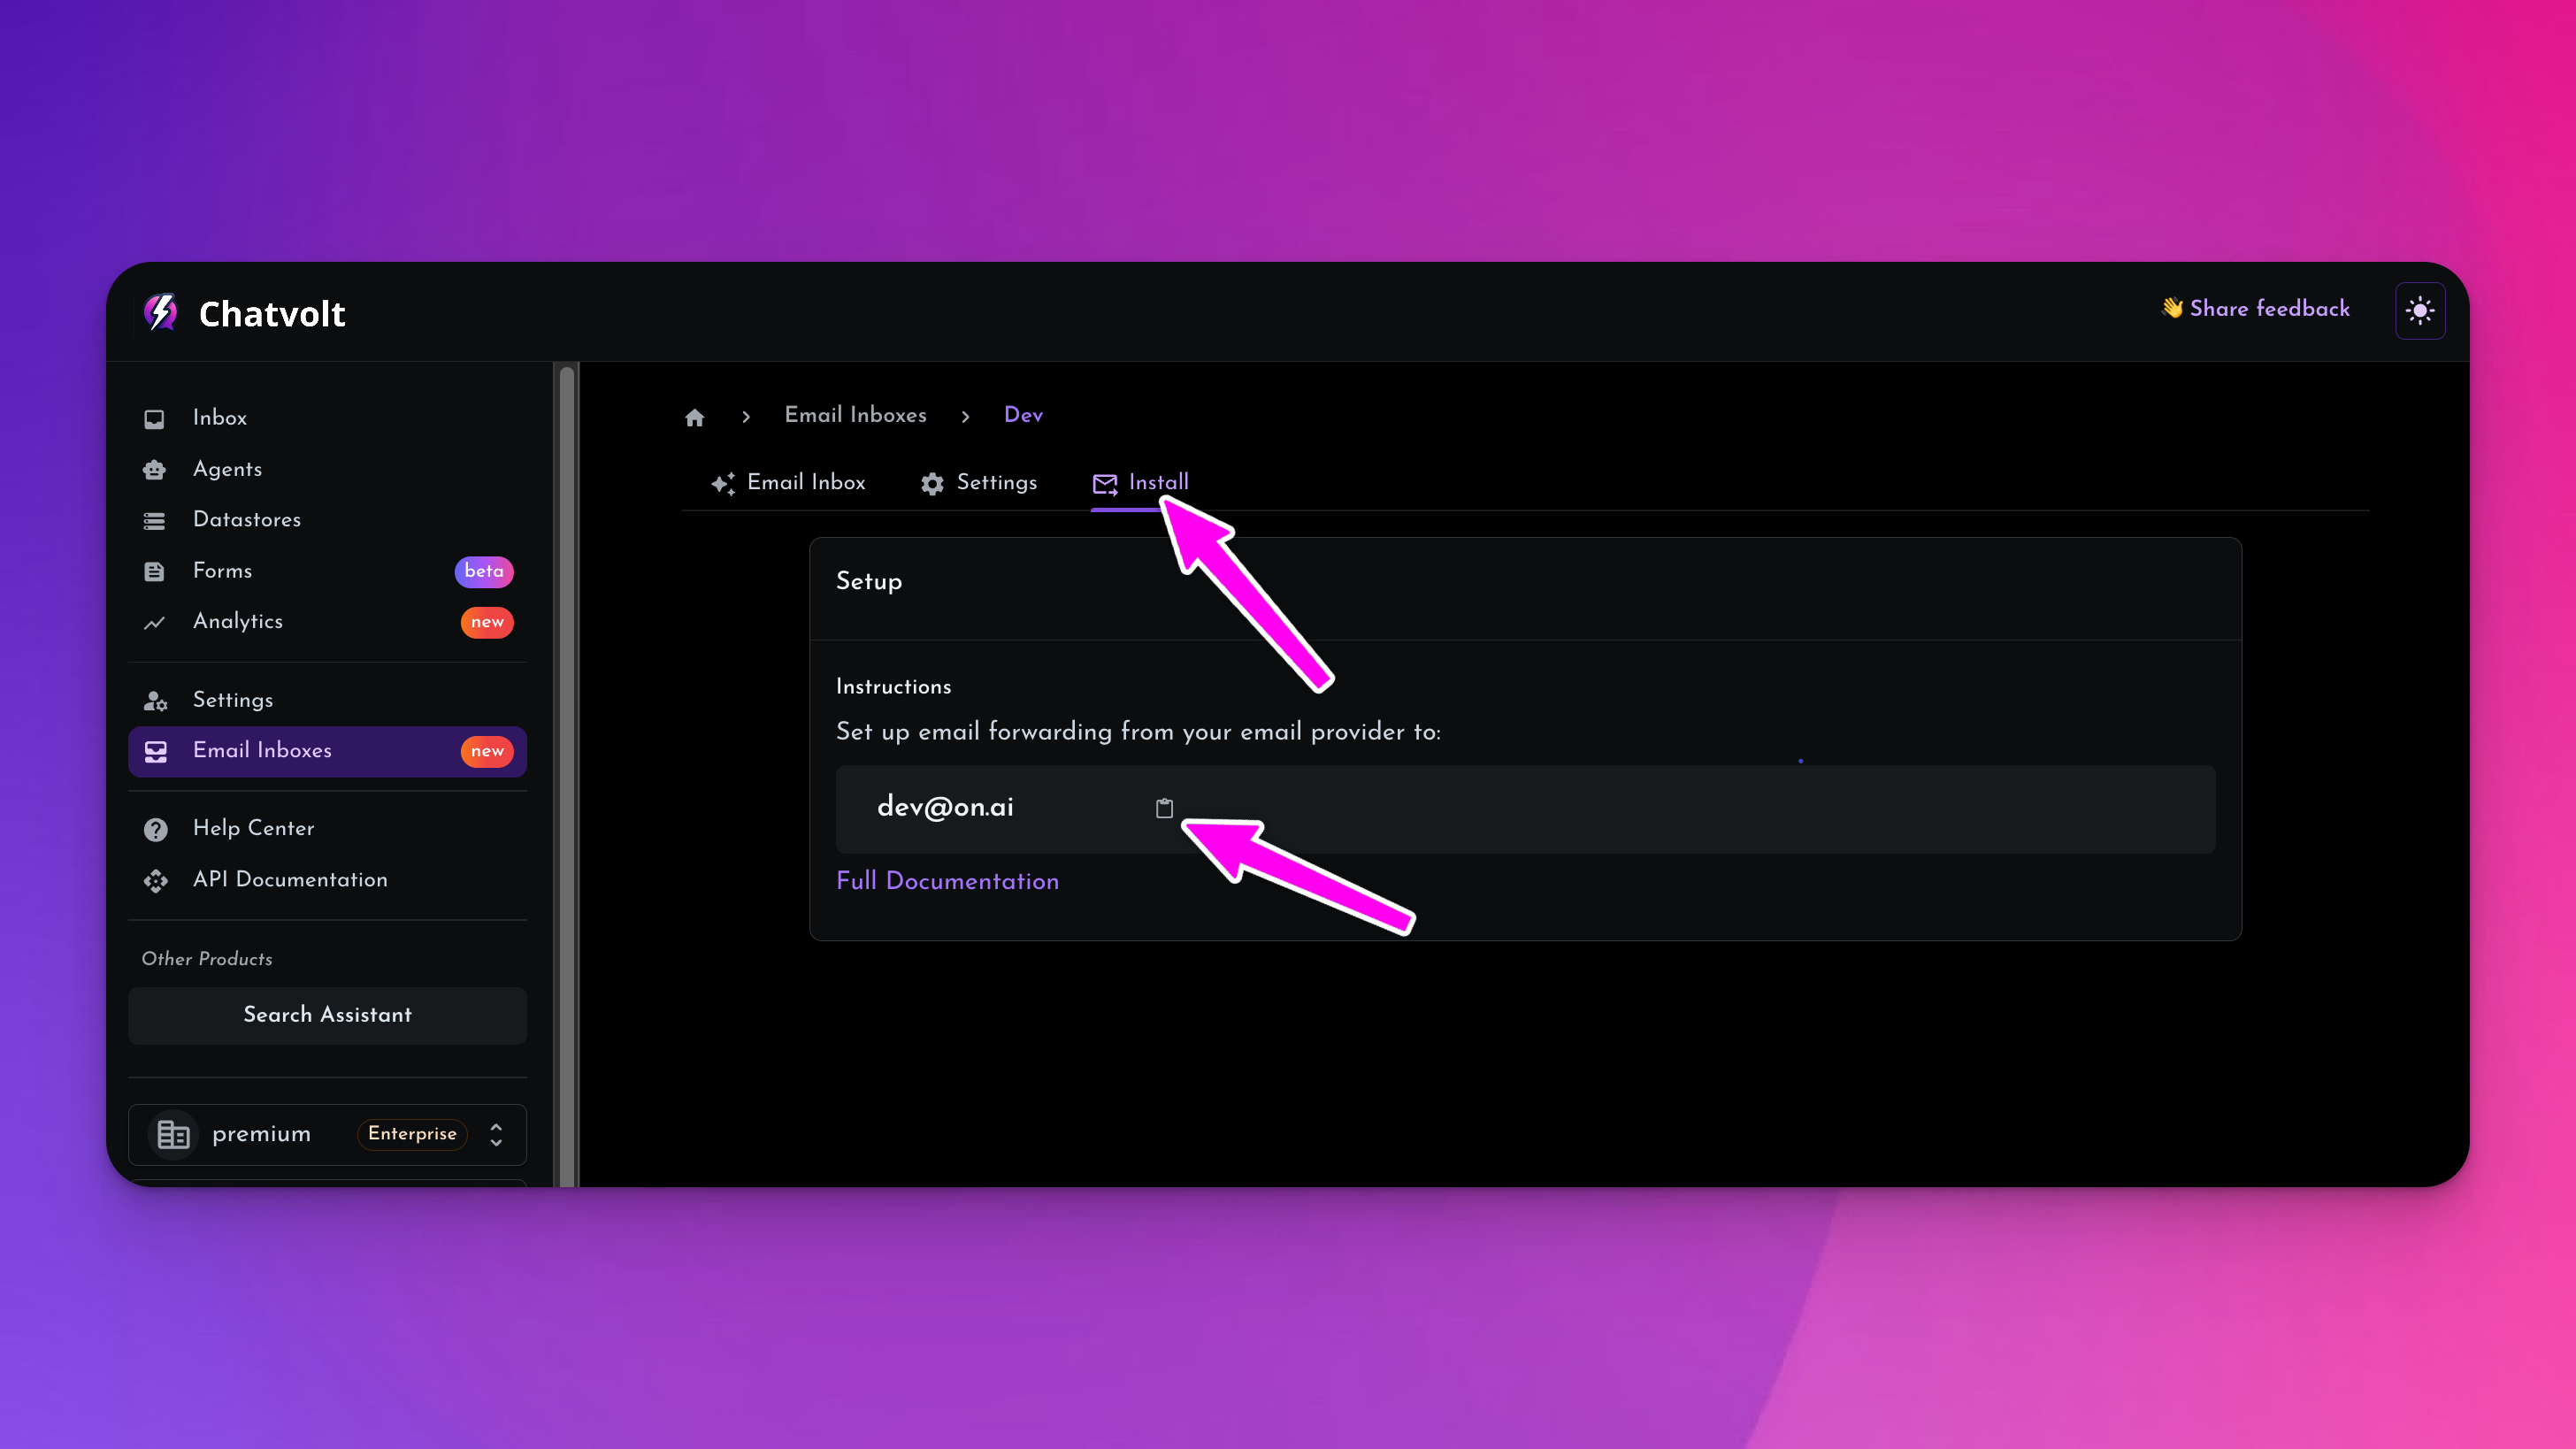 Chatvolt
👋 Share feedback
Inbox
Agents
Datastores
Forms beta
Analytics new
Settings
Email Inboxes new
Help Center
API Documentation
Other Products
Search Assistant
premium Enterprise
Email Inboxes > Dev
Email Inbox Settings Install
Setup
Instructions
Set up email forwarding from your email provider to:
dev@on.ai
Full Documentation